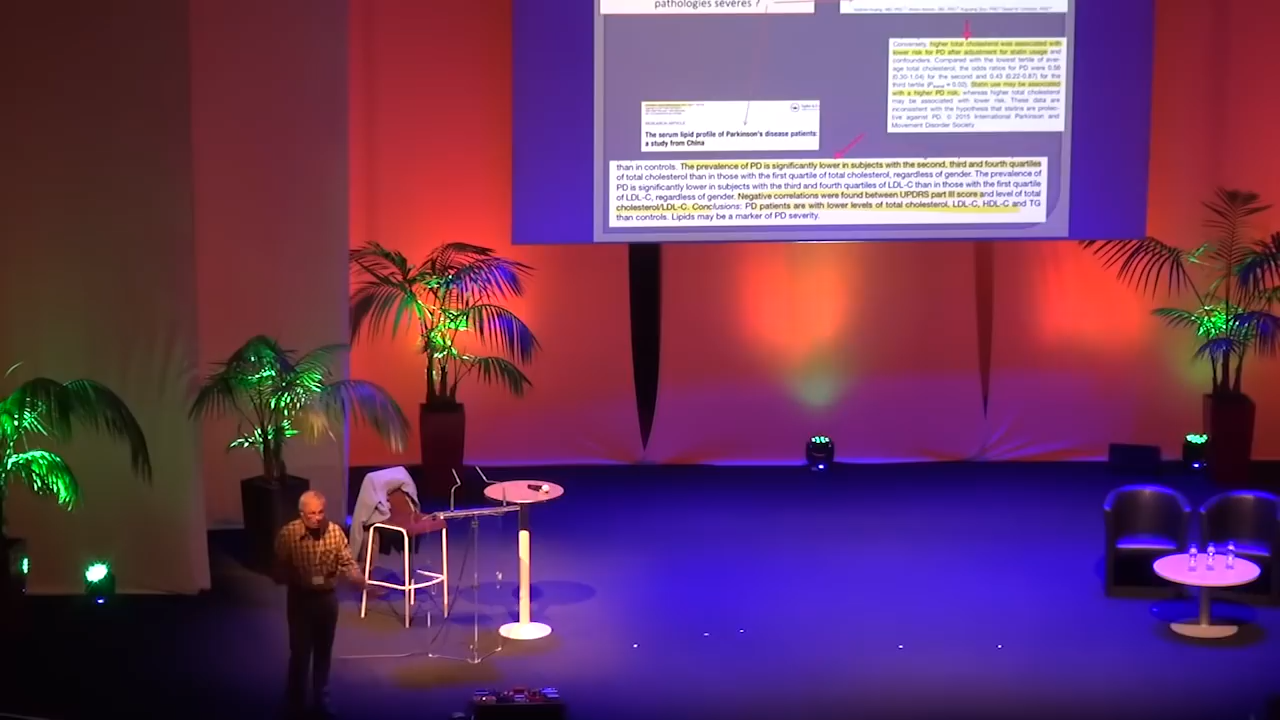 pathologies sévères ?
Conversely, higher total cholesterol was associated with
lower risk for PD after adjustment for statin usage and
confounders. Compared with the lowest tertile of aver-
age total cholesterol, the odds ratios for PD were 0.56
(0.30-1.04) for the second and 0.43 (0.22-0.87) for the
third tertile (Ptrend = 0.02). Statin use may be associated
with a higher PD risk, whereas higher total cholesterol
may be associated with lower risk. These data are
inconsistent with the hypothesis that statins are protec-
tive against PD. © 2015 International Parkinson and
Movement Disorder Society
RESEARCH ARTICLE
The serum lipid profile of Parkinson's disease patients:
a study from China
than in controls. The prevalence of PD is significantly lower in subjects with the second, third and fourth quartiles
of total cholesterol than in those with the first quartile of total cholesterol, regardless of gender. The prevalence of
PD is significantly lower in subjects with the third and fourth quartiles of LDL-C than in those with the first quartile
of LDL-C, regardless of gender. Negative correlations were found between UPDRS part III score and level of total
cholesterol/LDL-C. Conclusions: PD patients are with lower levels of total cholesterol, LDL-C, HDL-C and TG
than controls. Lipids may be a marker of PD severity.